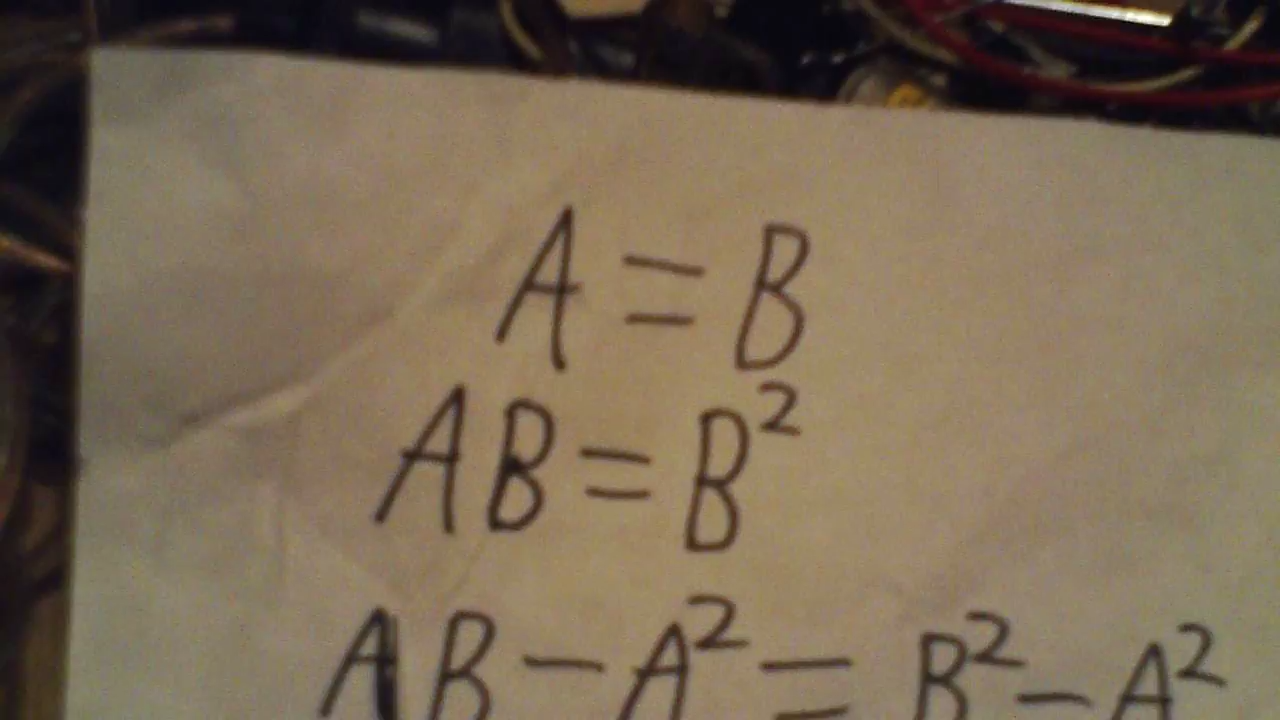 A = B
AB = B²
AB - A² = B² - A²